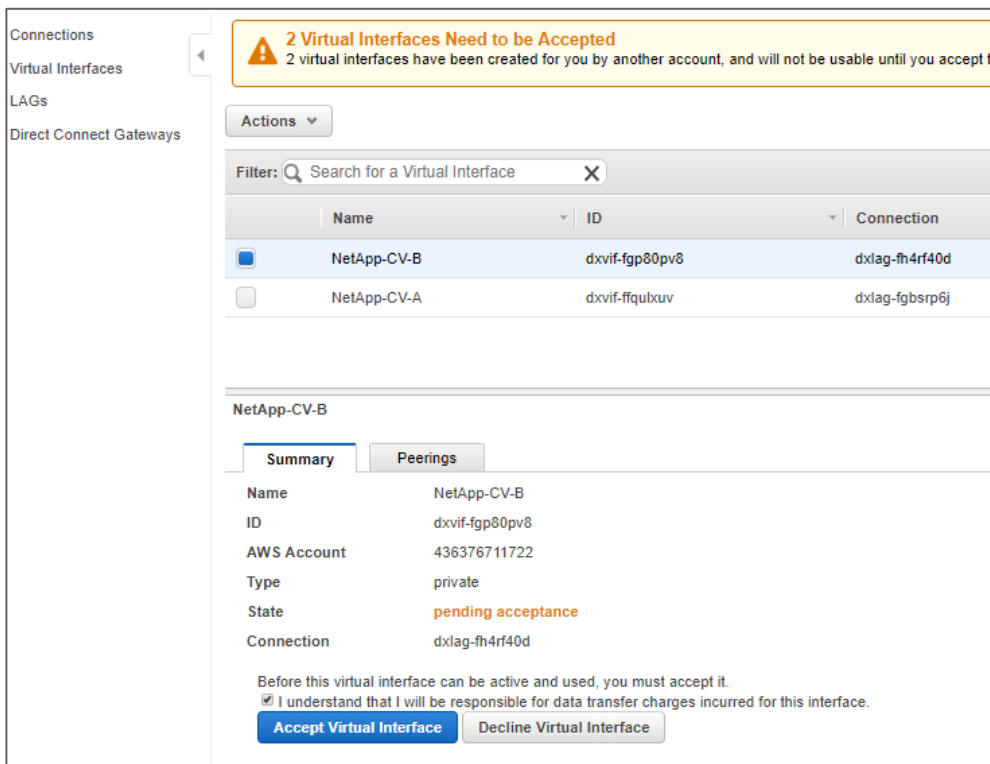 Connections
Virtual Interfaces
LAGs
Direct Connect Gateways
2 Virtual Interfaces Need to be Accepted
2 virtual interfaces have been created for you by another account, and will not be usable until you accept t
Actions
Filter: Search for a Virtual Interface
Name ID Connection
NetApp-CV-B dxvif-fgp80pv8 dxlag-fh4rf40d
NetApp-CV-A dxvif-ffqulxuv dxlag-fgbsrp6j
NetApp-CV-B
Summary Peerings
Name NetApp-CV-B
ID dxvif-fgp80pv8
AWS Account 436376711722
Type private
State pending acceptance
Connection dxlag-fh4rf40d
Before this virtual interface can be active and used, you must accept it.
I understand that I will be responsible for data transfer charges incurred for this interface.
Accept Virtual Interface Decline Virtual Interface